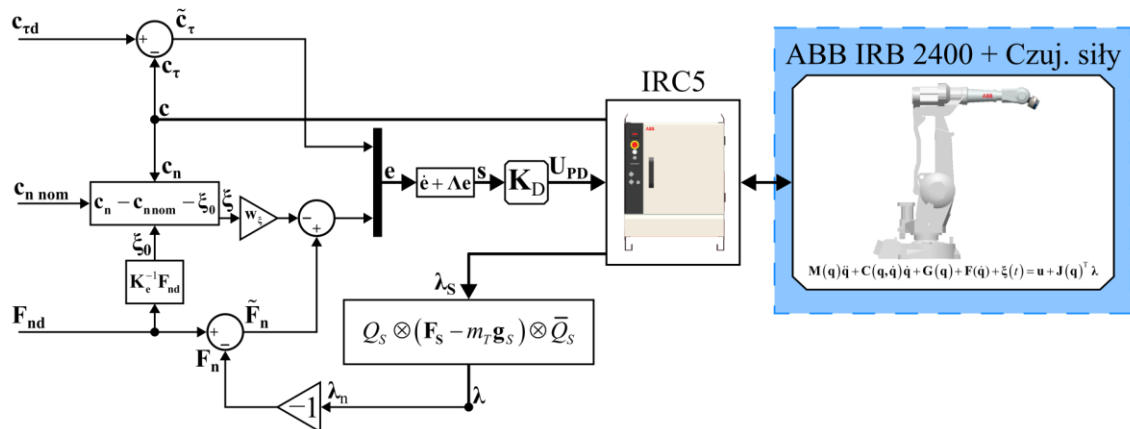 c_τd
+
−
c̃_τ
c_τ
c
c_n
c_n nom
c_n − c_n nom − ξ_0
ξ
w_ξ
−
+
ξ_0
K_e^{-1} F_nd
F_nd
+
−
F̃_n
F_n
−1
λ_n
λ
λ_S
Q_S ⊗ (F_S − m_T g_S) ⊗ Q̄_S
e
ė + Λe
s
K_D
U_PD
IRC5
ABB
ABB IRB 2400 + Czuj. siły
ABB
M(q)q̈ + C(q,q̇)q̇ + G(q) + F(q̇) + ξ(t) = u + J(q)^T λ